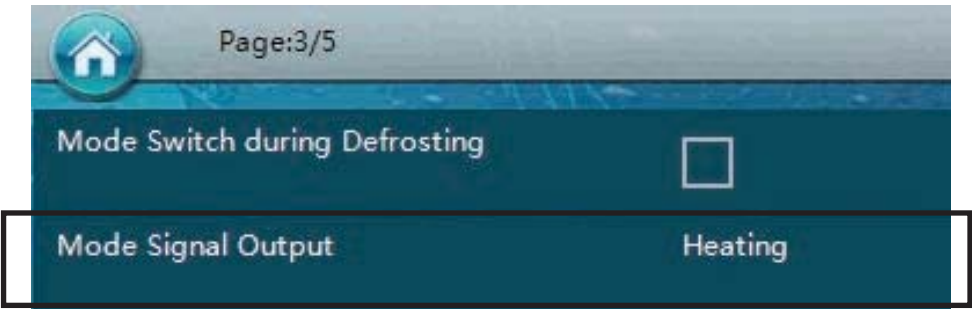 Page:3/5
Mode Switch during Defrosting
Mode Signal Output Heating